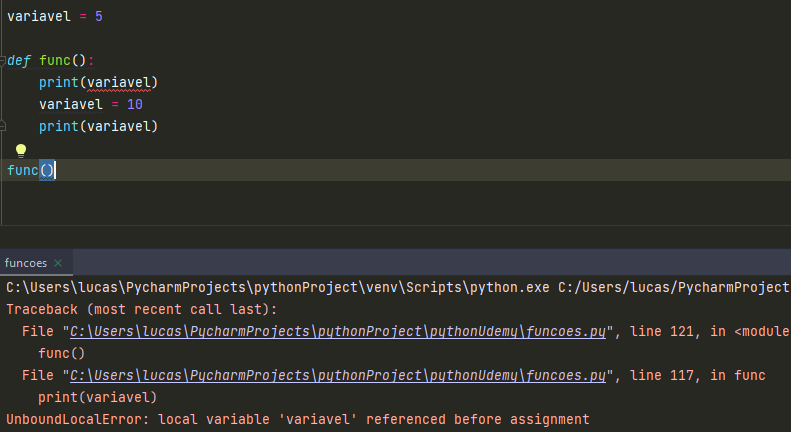 variavel = 5
def func():
    print(variavel)
    variavel = 10
    print(variavel)
func()
funcoes
C:\Users\lucas\PycharmProjects\pythonProject\venv\Scripts\python.exe C:/Users/lucas/PycharmProject
Traceback (most recent call last):
  File "C:\Users\lucas\PycharmProjects\pythonProject\pythonUdemy\funcoes.py", line 121, in <module
    func()
  File "C:\Users\lucas\PycharmProjects\pythonProject\pythonUdemy\funcoes.py", line 117, in func
    print(variavel)
UnboundLocalError: local variable 'variavel' referenced before assignment